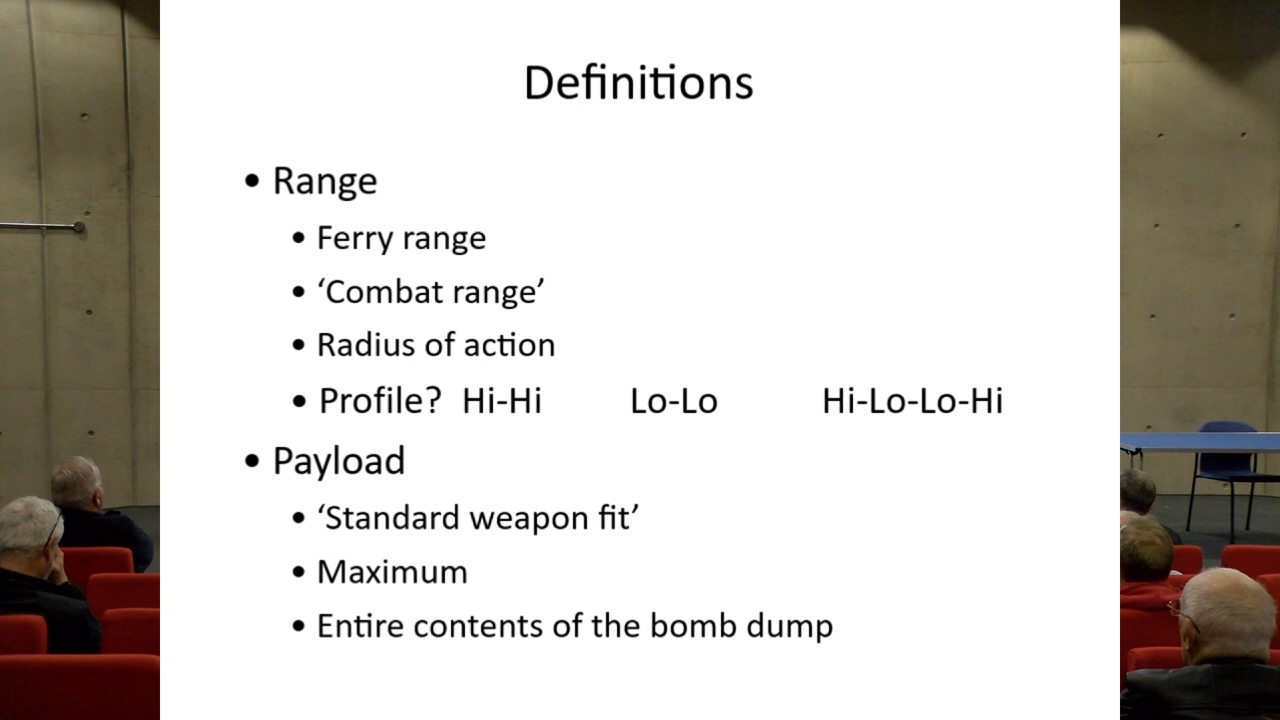 Definitions
• Range
• Ferry range
• ‘Combat range’
• Radius of action
• Profile? Hi-Hi Lo-Lo Hi-Lo-Lo-Hi
• Payload
• ‘Standard weapon fit’
• Maximum
• Entire contents of the bomb dump